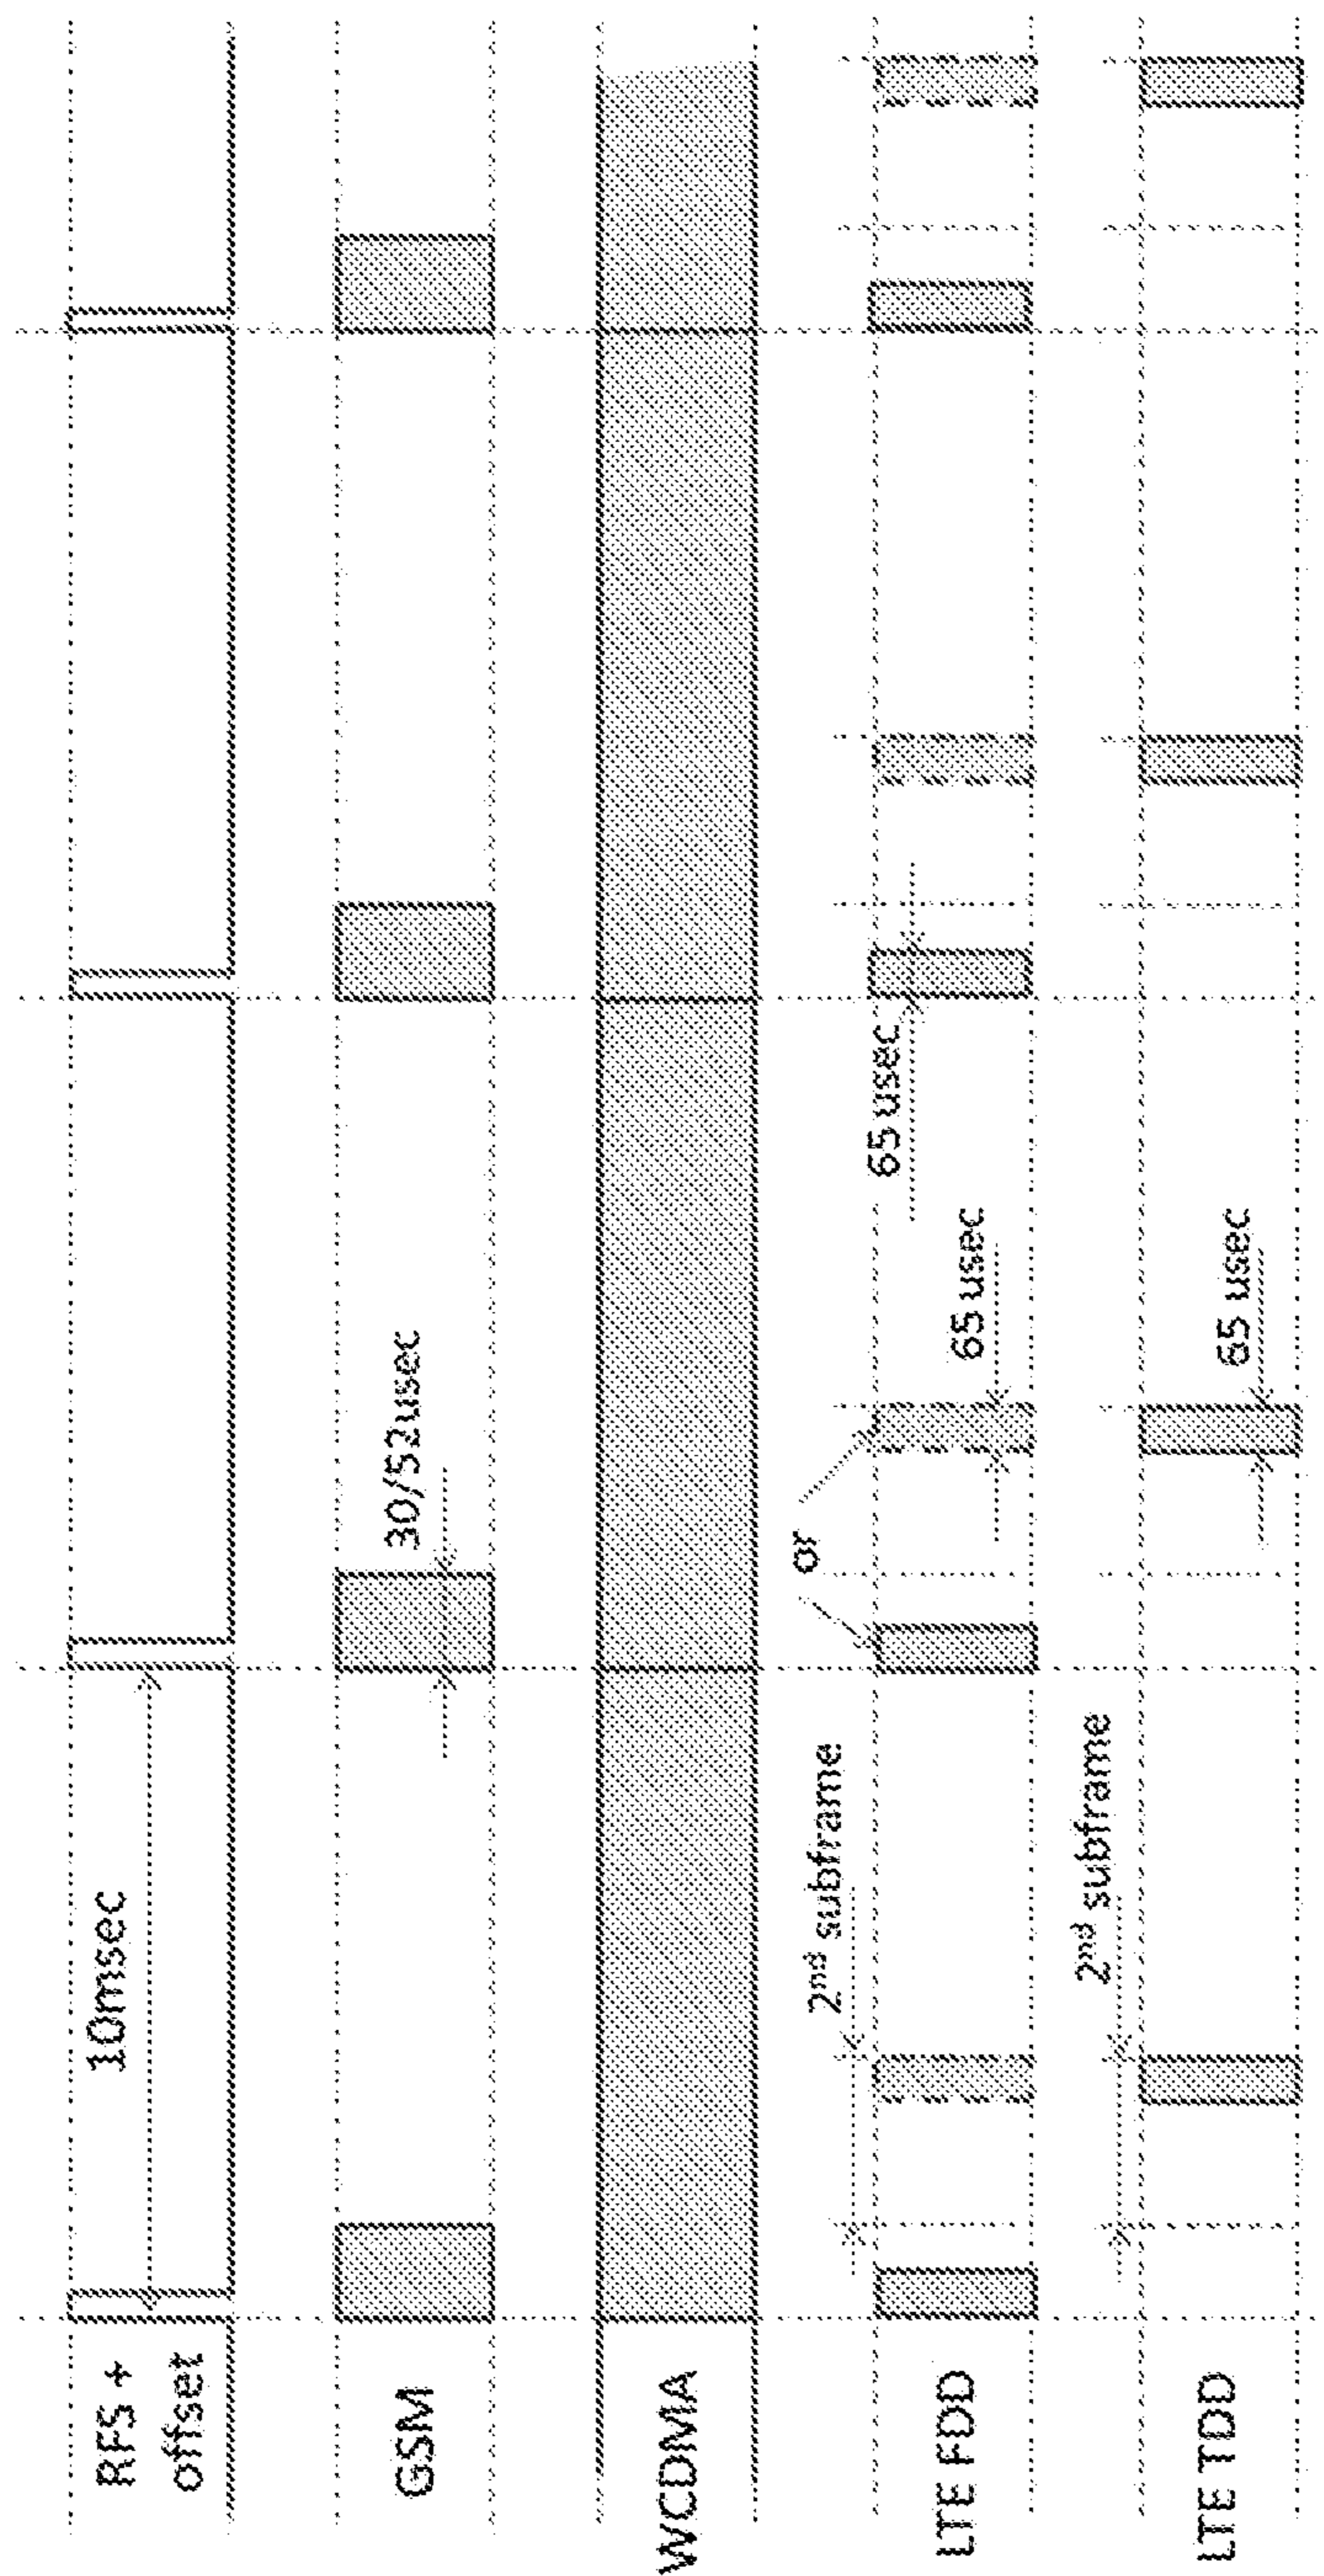 RFS +
offset
10msec
GSM
30/52usec
WCDMA
LTE FDD
2nd subframe
or
65 usec
65 usec
LTE TDD
2nd subframe
65 usec